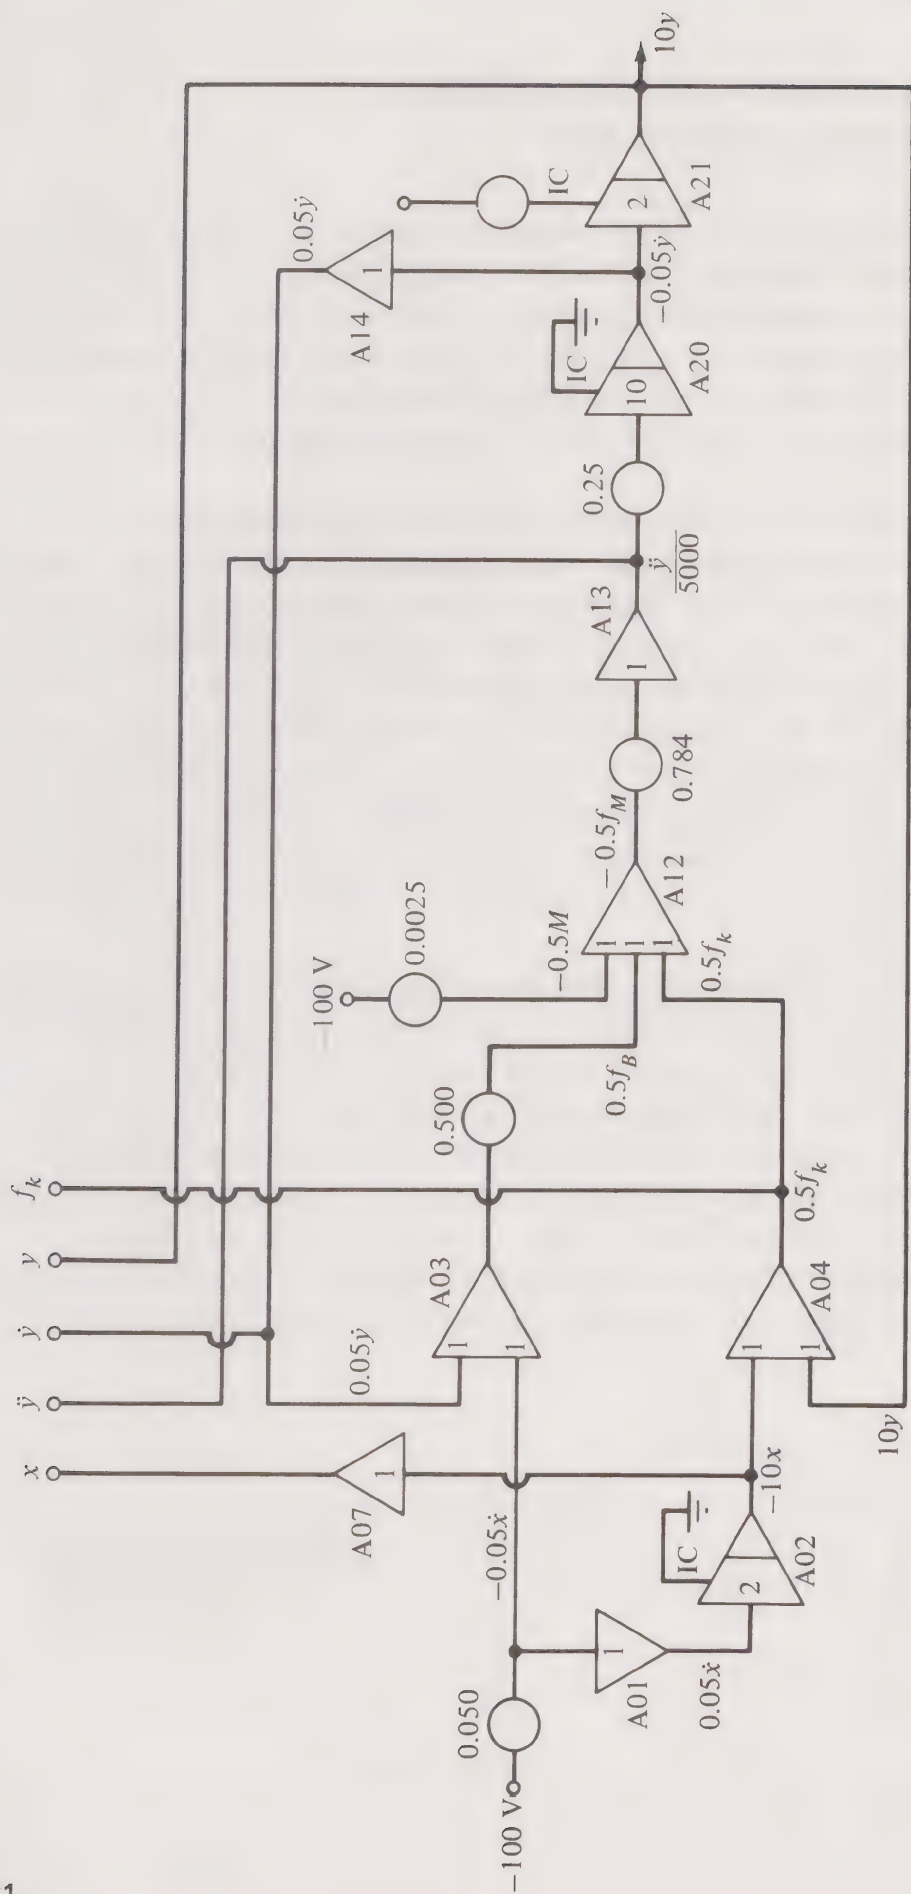 x
ÿ
ẏ
y
f_k
A07
1
0.05ẏ
A14
1
−100 V
0.0025
IC
−100 V
0.050
−0.05ẋ
0.05ẏ
1
1
A03
0.500
−0.5M
0.5f_B
0.5f_k
1
1
1
A12
−0.5f_M
0.784
1
A13
ÿ/5000
0.25
IC
10
A20
−0.05ẏ
2
A21
10y
1
A01
0.05ẋ
IC
2
A02
−10x
1
1
A04
0.5f_k
10y